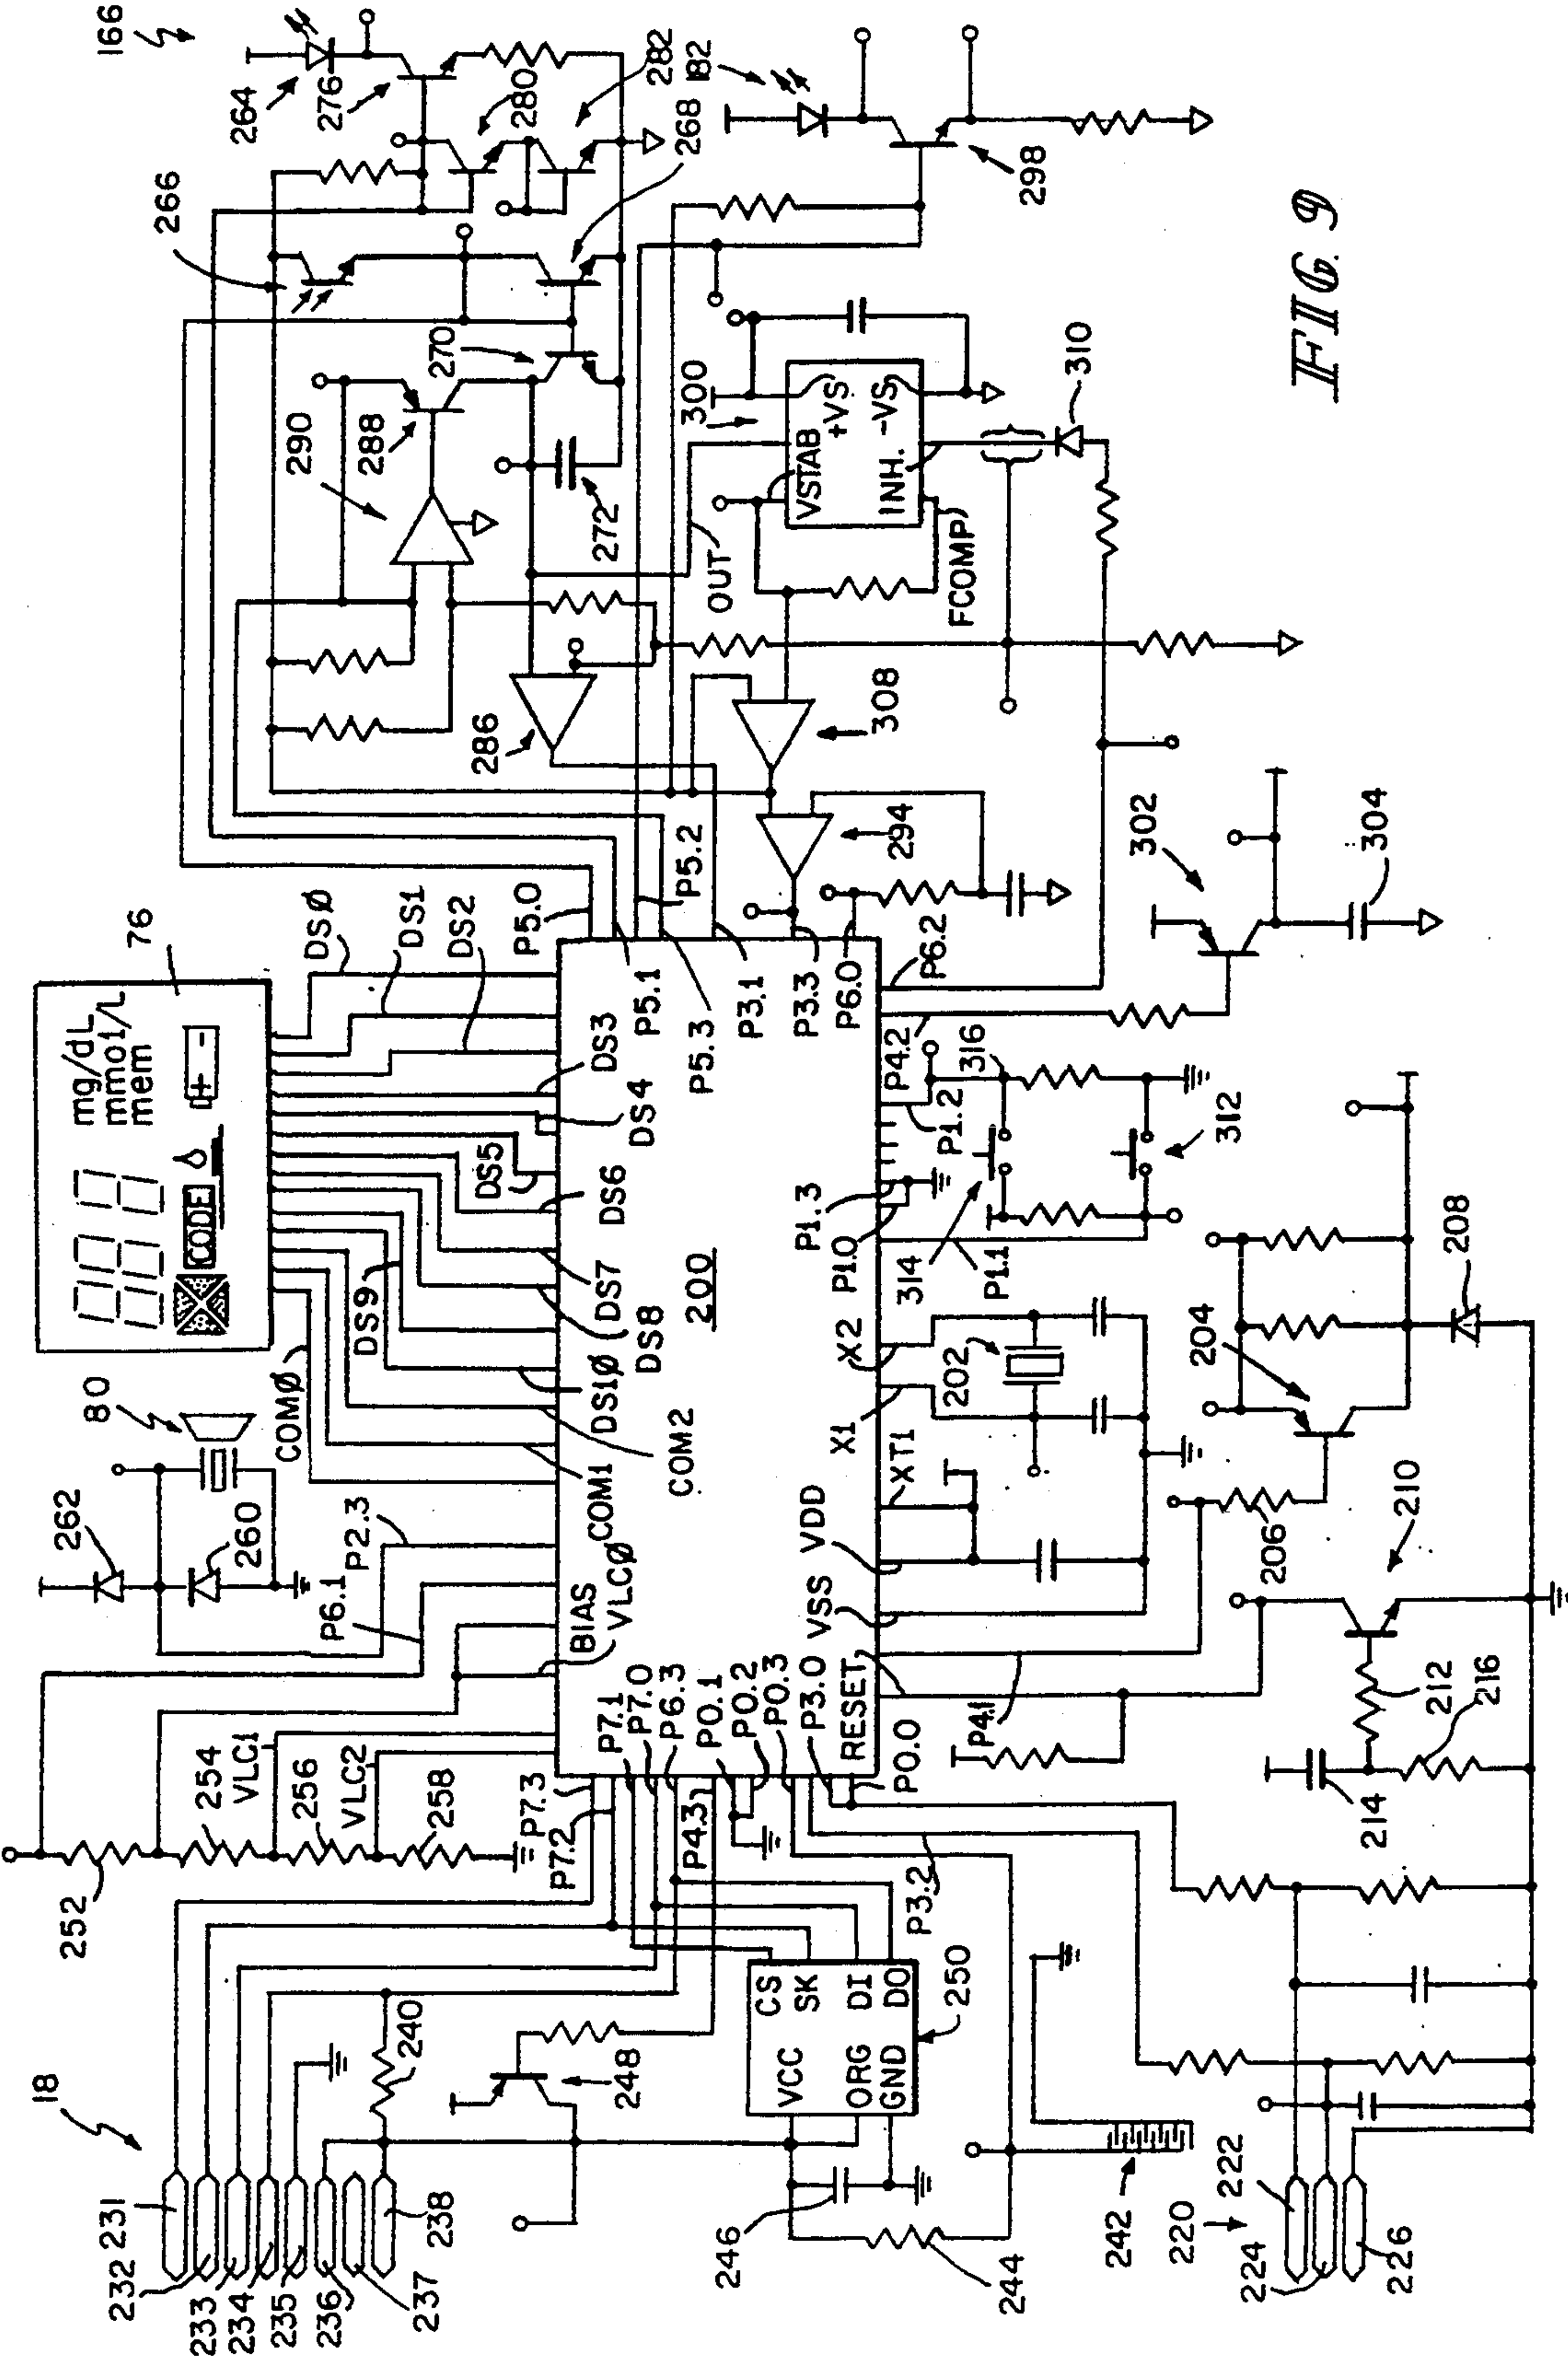 166
264
276
280
282
182
266
268
298
290
288
270
300
310
272
OUT
VSTAB
+VS
-VS
INH.
FCOMP
286
308
294
302
304
76
mg/dL
mmol/L
mem
+ -
CODE
DSØ
DS1
DS2
DS3
DS4
DS5
DS6
DS7
DS8
DS9
DS1Ø
COMØ
COM1
COM2
P5.0
P5.1
P5.2
P5.3
P3.1
P3.3
P6.0
P6.2
P4.2
316
P1.2
312
P1.3
P1.0
314
P1.1
200
80
262
260
P2.3
P6.1
BIAS
VLCØ
X2
X1
202
XT1
VDD
VSS
RESET
204
208
206
210
212
216
214
P4.1
P0.0
P3.0
P0.3
P0.2
P0.1
P6.3
P7.0
P7.1
P7.3
P7.2
P4.3
P3.2
252
254
VLC1
256
VLC2
258
18
231
232
233
234
235
236
237
238
240
248
CS
SK
DI
DO
VCC
ORG
GND
250
246
244
242
220
222
224
226
FIG. 9